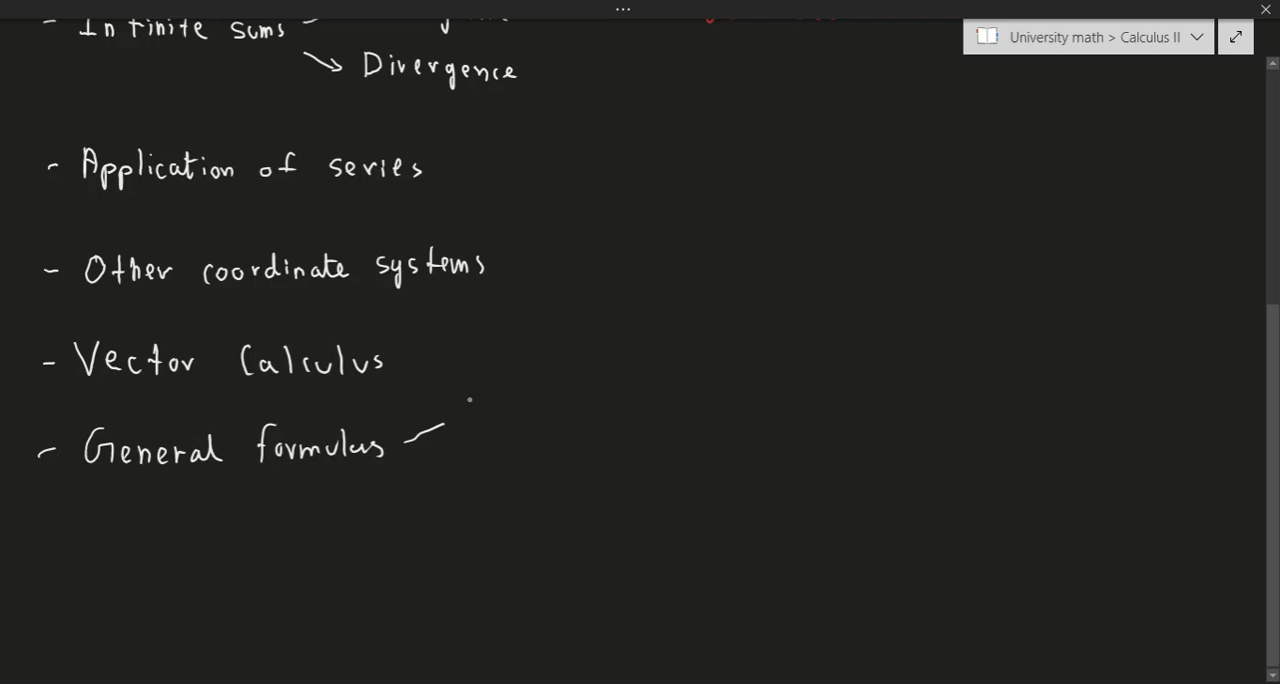 - Infinite sums
University math > Calculus II
Divergence
- Application of series
- Other coordinate systems
- Vector Calculus
- General formulas